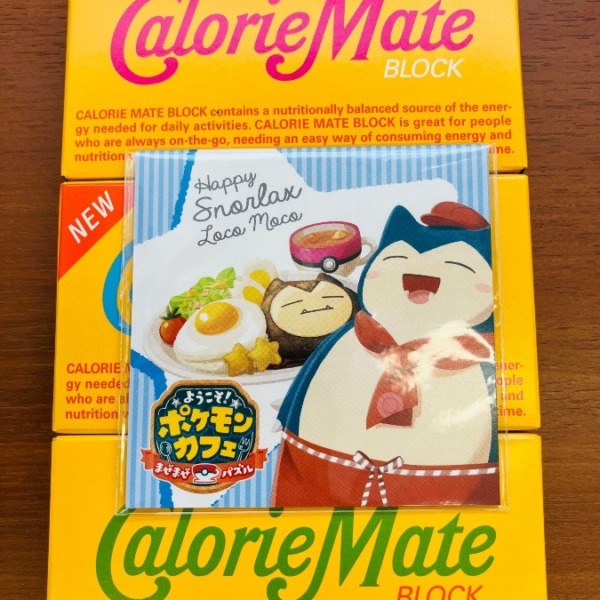 CalorieMate
BLOCK
CALORIE MATE BLOCK contains a nutritionally balanced source of the ener-
gy needed for daily activities. CALORIE MATE BLOCK is great for people
who are always on-the-go, needing an easy way of consuming energy and
nutrition
me.
NEW
Happy
Snorlax
Loco Moco
CALORIE
ener-
gy needed
ople
who are
and
nutrition
time.
ようこそ!
ポケモン
カフェ
まぜまぜ パズル
CalorieMate
BLOCK